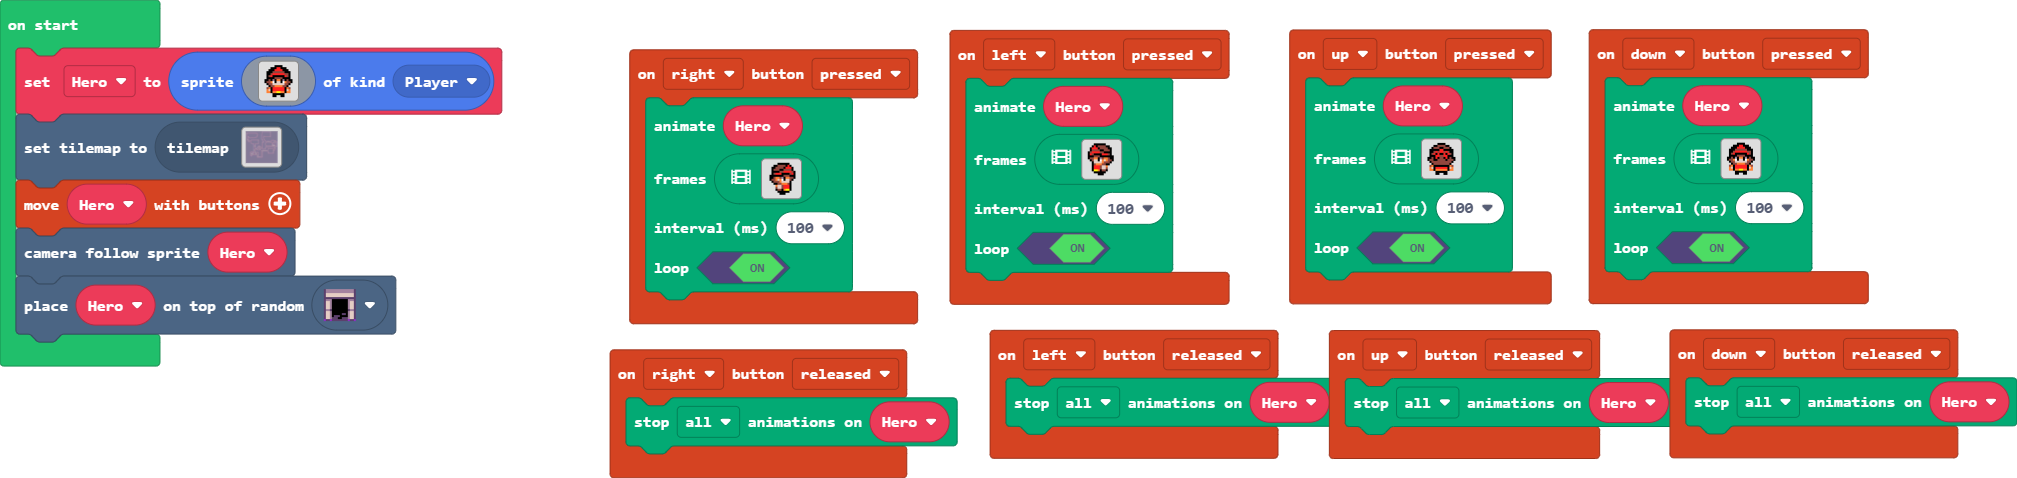 on start
set Hero to sprite of kind Player
set tilemap to tilemap
move Hero with buttons
camera follow sprite Hero
place Hero on top of random
on right button pressed
animate Hero
frames
interval (ms) 100
loop ON
on left button pressed
animate Hero
frames
interval (ms) 100
loop ON
on up button pressed
animate Hero
frames
interval (ms) 100
loop ON
on down button pressed
animate Hero
frames
interval (ms) 100
loop ON
on right button released
stop all animations on Hero
on left button released
stop all animations on Hero
on up button released
stop all animations on Hero
on down button released
stop all animations on Hero